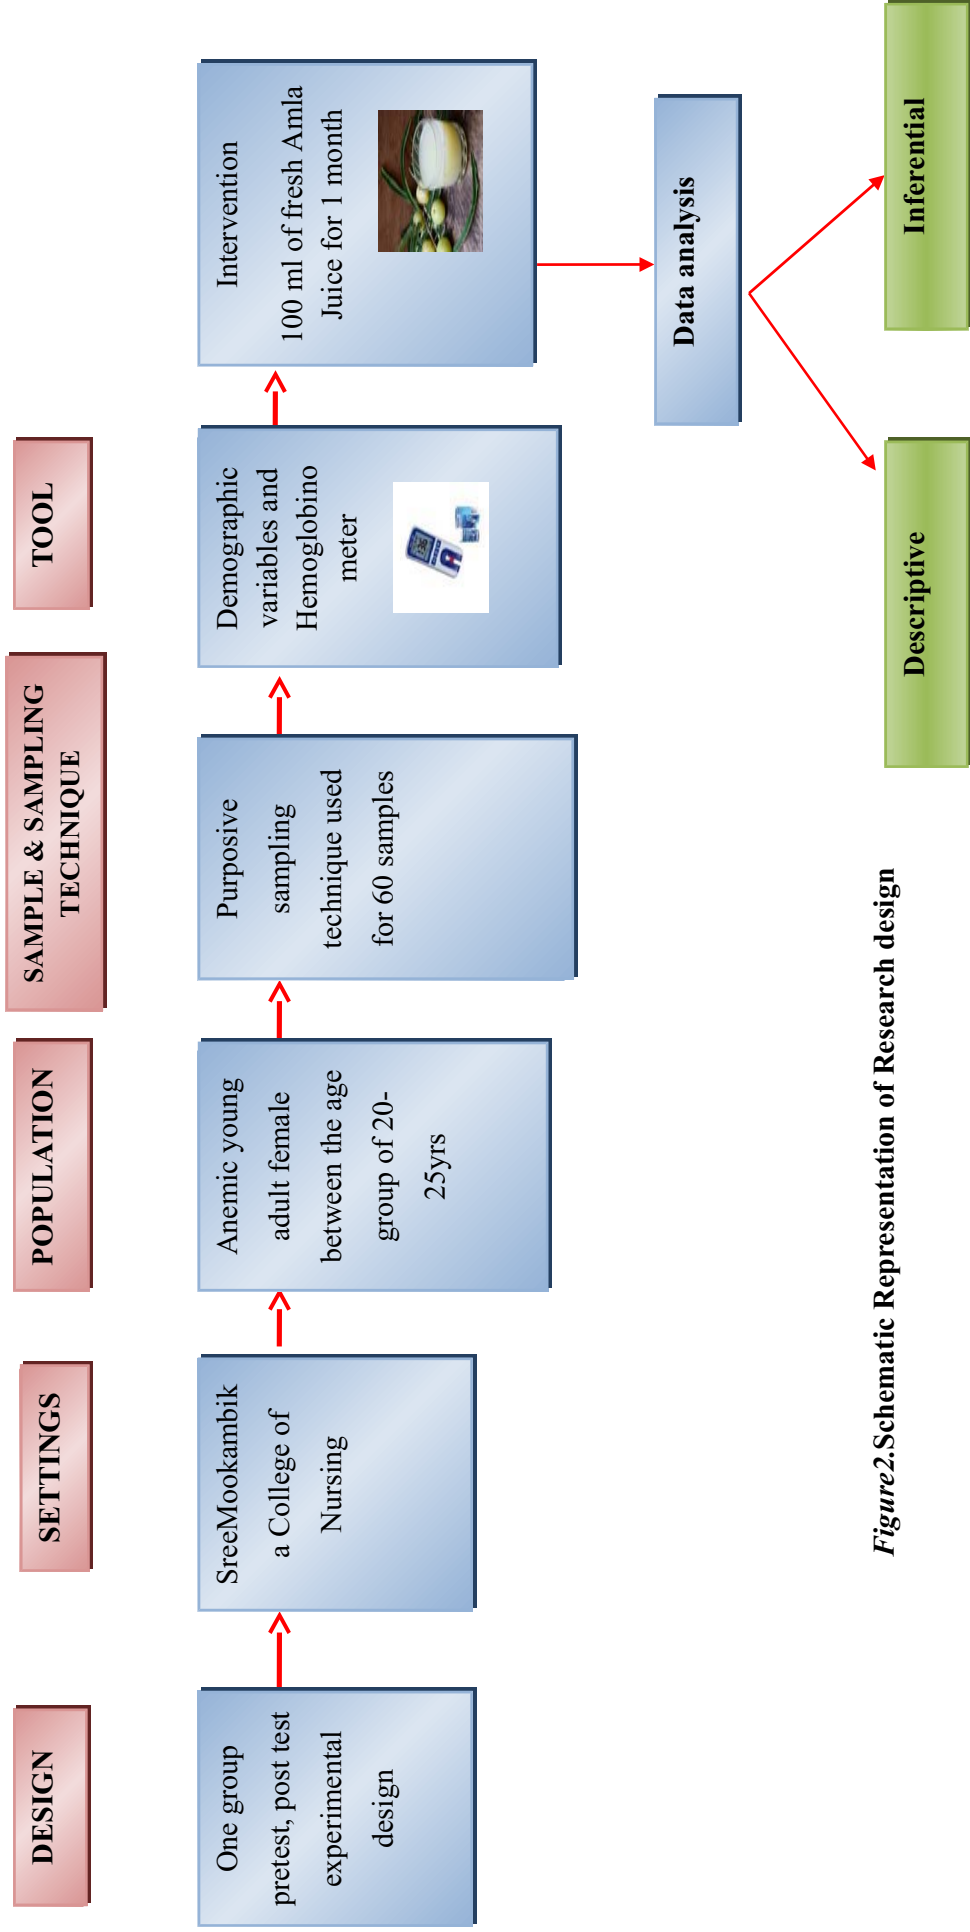 DESIGN
SETTINGS
POPULATION
SAMPLE & SAMPLING
TECHNIQUE
TOOL
One group
pretest, post test
experimental
design
SreeMookambik
a College of
Nursing
Anemic young
adult female
between the age
group of 20-
25yrs
Purposive
sampling
technique used
for 60 samples
Demographic
variables and
Hemoglobino
meter
Intervention
100 ml of fresh Amla
Juice for 1 month
Data analysis
Descriptive
Inferential
Figure2.Schematic Representation of Research design